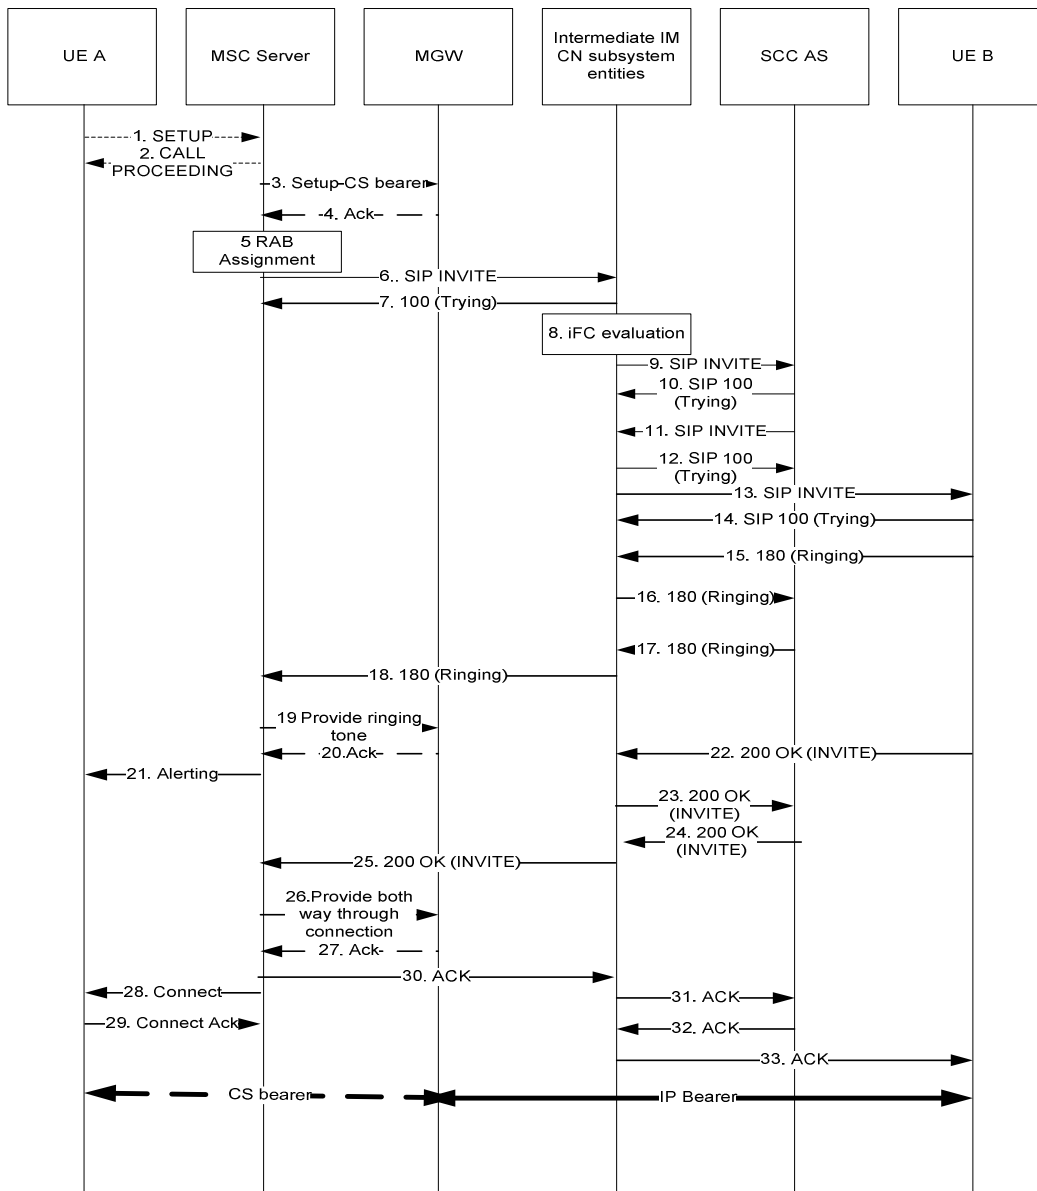 UE A
MSC Server
MGW
Intermediate IM
CN subsystem
entities
SCC AS
UE B
1. SETUP
2. CALL
PROCEEDING
3. Setup CS bearer
4. Ack
5 RAB
Assignment
6.. SIP INVITE
7. 100 (Trying)
8. iFC evaluation
9. SIP INVITE
10. SIP 100
(Trying)
11. SIP INVITE
12. SIP 100
(Trying)
13. SIP INVITE
14. SIP 100 (Trying)
15. 180 (Ringing)
16. 180 (Ringing)
17. 180 (Ringing)
18. 180 (Ringing)
19 Provide ringing
tone
20.Ack
22. 200 OK (INVITE)
21. Alerting
23. 200 OK
(INVITE)
24. 200 OK
(INVITE)
25. 200 OK (INVITE)
26.Provide both
way through
connection
27. Ack
30. ACK
28. Connect
31. ACK
29. Connect Ack
32. ACK
33. ACK
CS bearer
IP Bearer